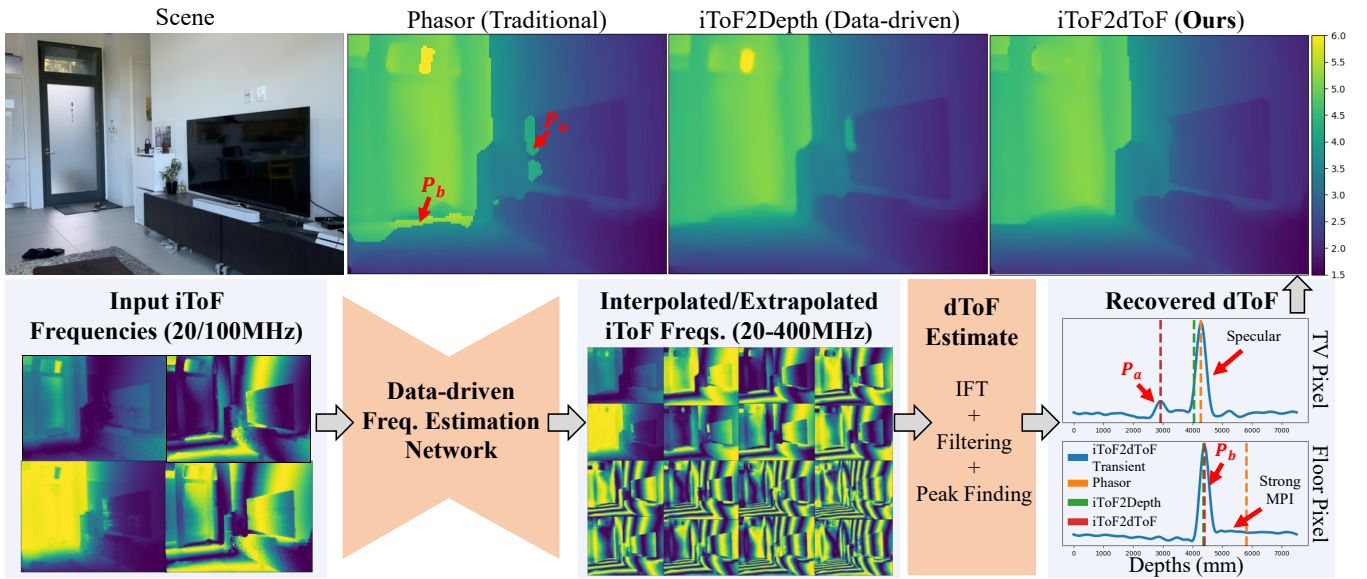 Scene
Phasor (Traditional)
iToF2Depth (Data-driven)
iToF2dToF (Ours)
P_a
P_b
6.0
5.5
5.0
4.5
4.0
3.5
3.0
2.5
2.0
1.5
Input iToF
Frequencies (20/100MHz)
Data-driven
Freq. Estimation
Network
Interpolated/Extrapolated
iToF Freqs. (20-400MHz)
dToF
Estimate
IFT
+
Filtering
+
Peak Finding
Recovered dToF
Specular
P_a
TV Pixel
0 1000 2000 3000 4000 5000 6000 7000
iToF2dToF
Transient
Phasor
iToF2Depth
iToF2dToF
P_b
Strong
MPI
Floor Pixel
0 1000 2000 3000 4000 5000 6000 7000
Depths (mm)